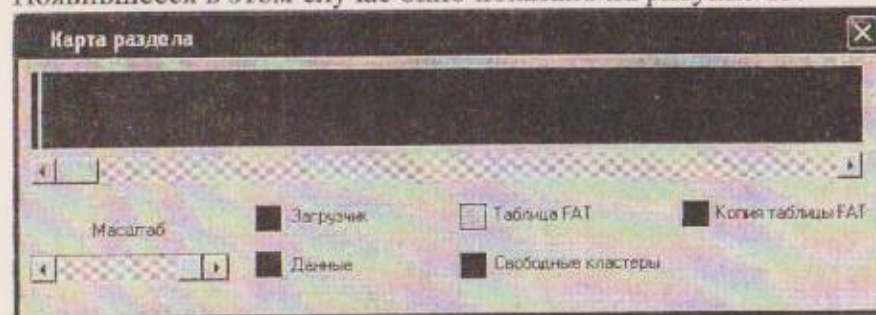 Карта раздела
Загрузчик
Таблица FAT
Копия таблицы FAT
Масштаб
Данные
Свободные кластеры